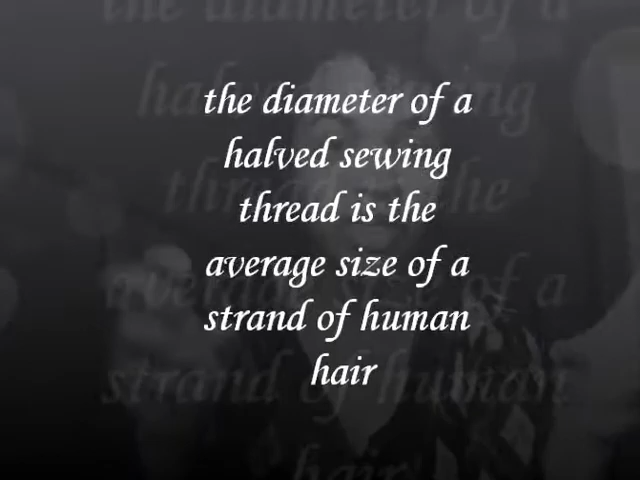 the diameter of a
halved sewing
thread is the
average size of a
strand of human
hair